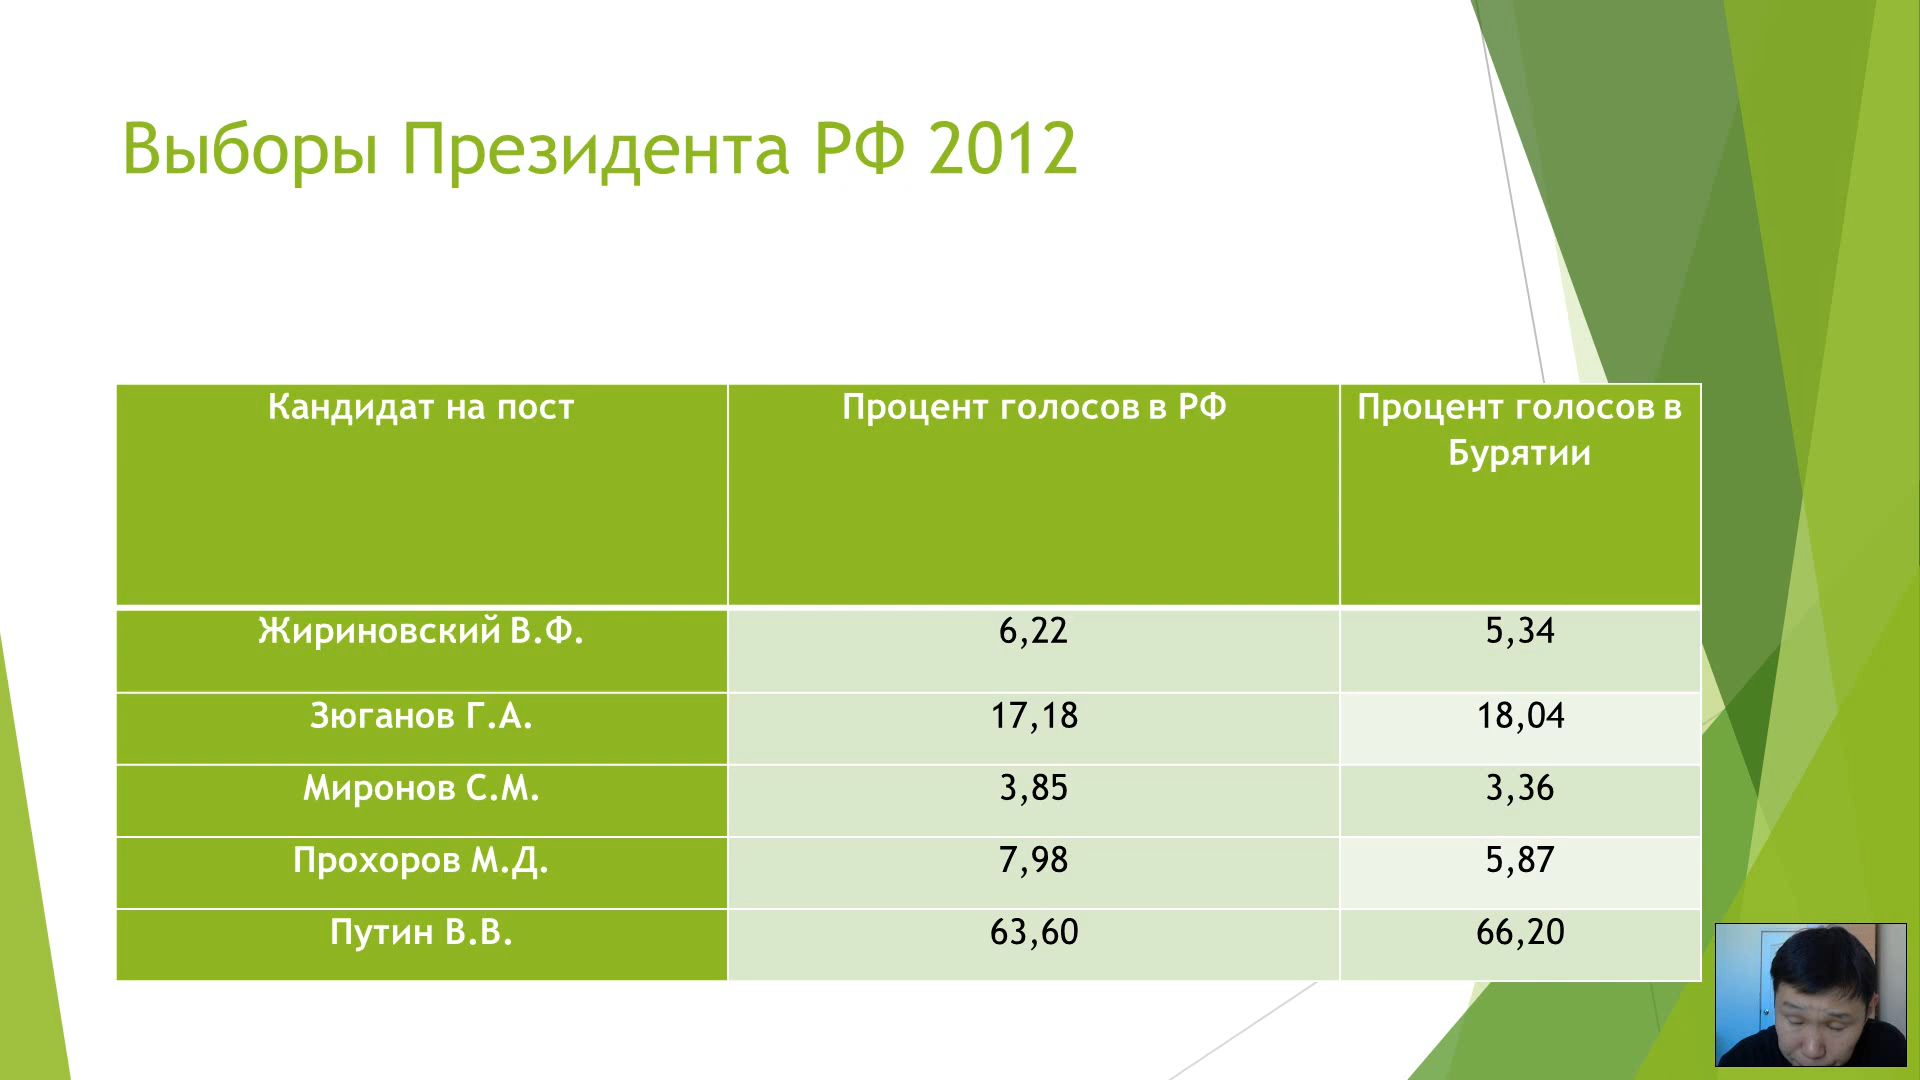 Выборы Президента РФ 2012
Кандидат на пост
Процент голосов в РФ
Процент голосов в
Бурятии
Жириновский В.Ф.
6,22
5,34
Зюганов Г.А.
17,18
18,04
Миронов С.М.
3,85
3,36
Прохоров М.Д.
7,98
5,87
Путин В.В.
63,60
66,20